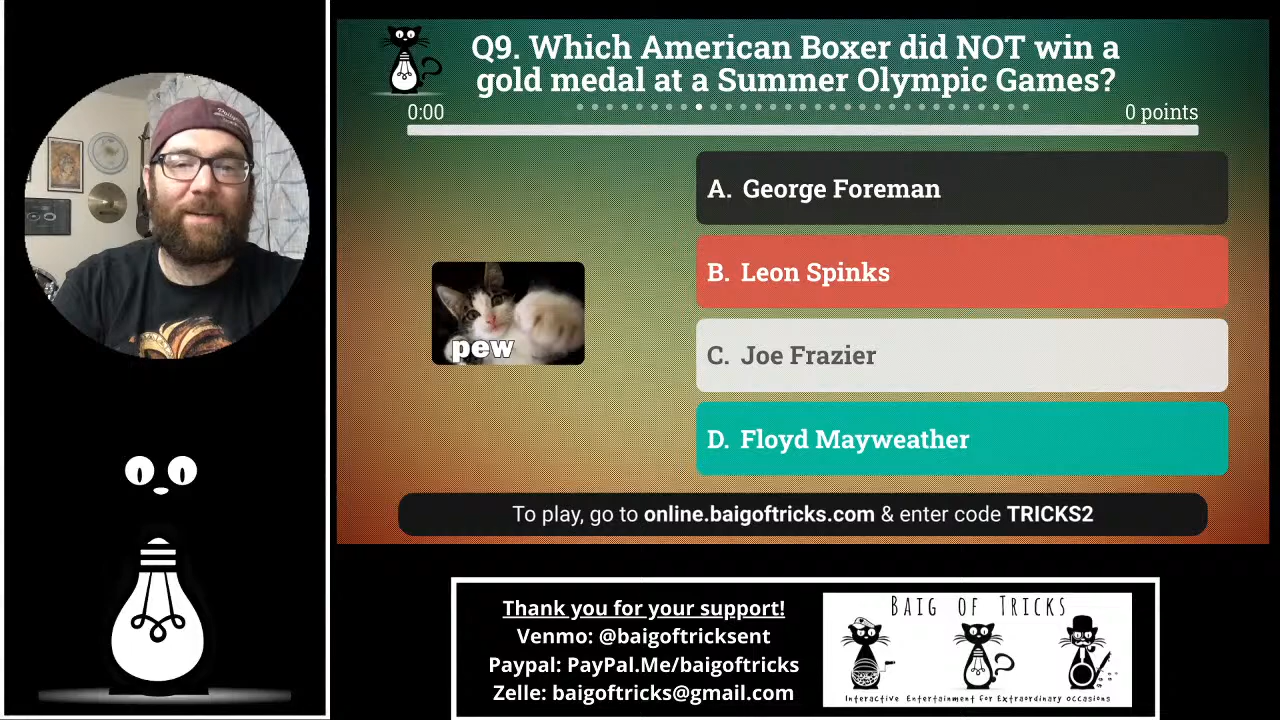 Q9. Which American Boxer did NOT win a
gold medal at a Summer Olympic Games?
0:00
0 points
A. George Foreman
B. Leon Spinks
C. Joe Frazier
D. Floyd Mayweather
pew
To play, go to online.baigoftricks.com & enter code TRICKS2
Thank you for your support!
Venmo: @baigoftricksent
Paypal: PayPal.Me/baigoftricks
Zelle: baigoftricks@gmail.com
BAIG OF TRICKS
Interactive Entertainment for Extraordinary occasions